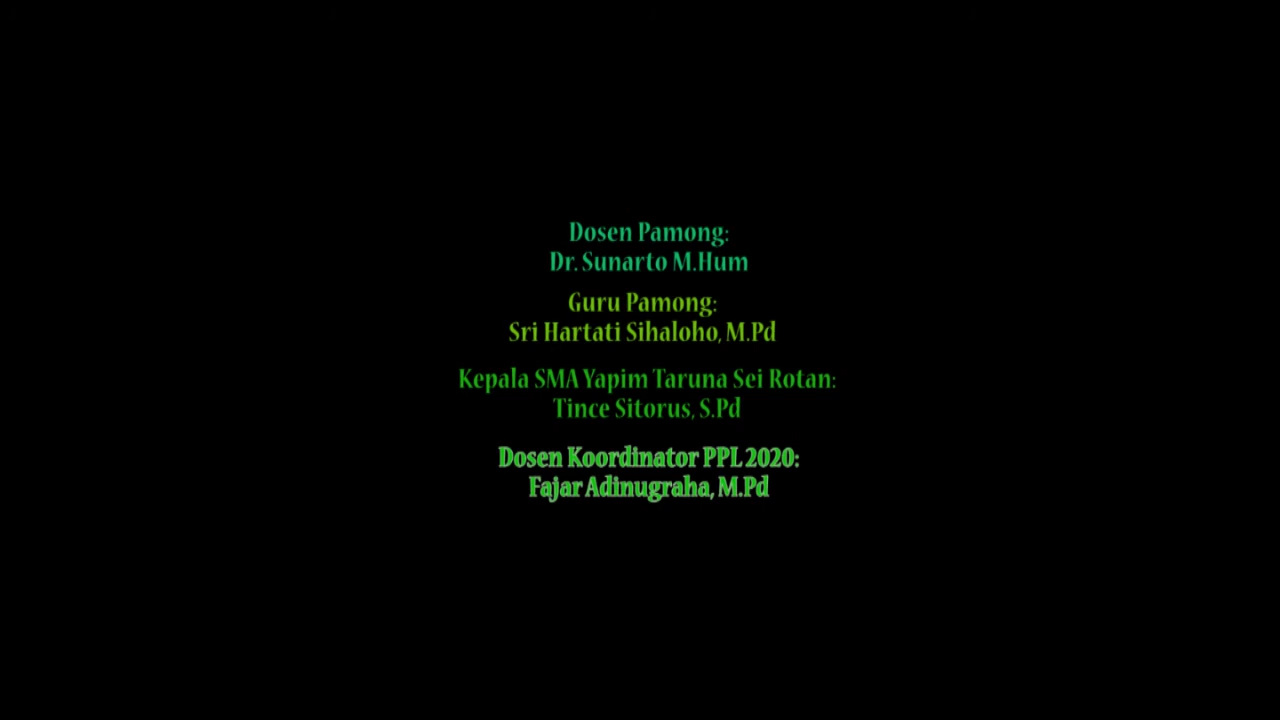 Dosen Pamong:
Dr. Sunarto M.Hum
Guru Pamong:
Sri Hartati Sihaloho, M.Pd
Kepala SMA Yapim Taruna Sei Rotan:
Tince Sitorus, S.Pd
Dosen Koordinator PPL 2020:
Fajar Adinugraha, M.Pd